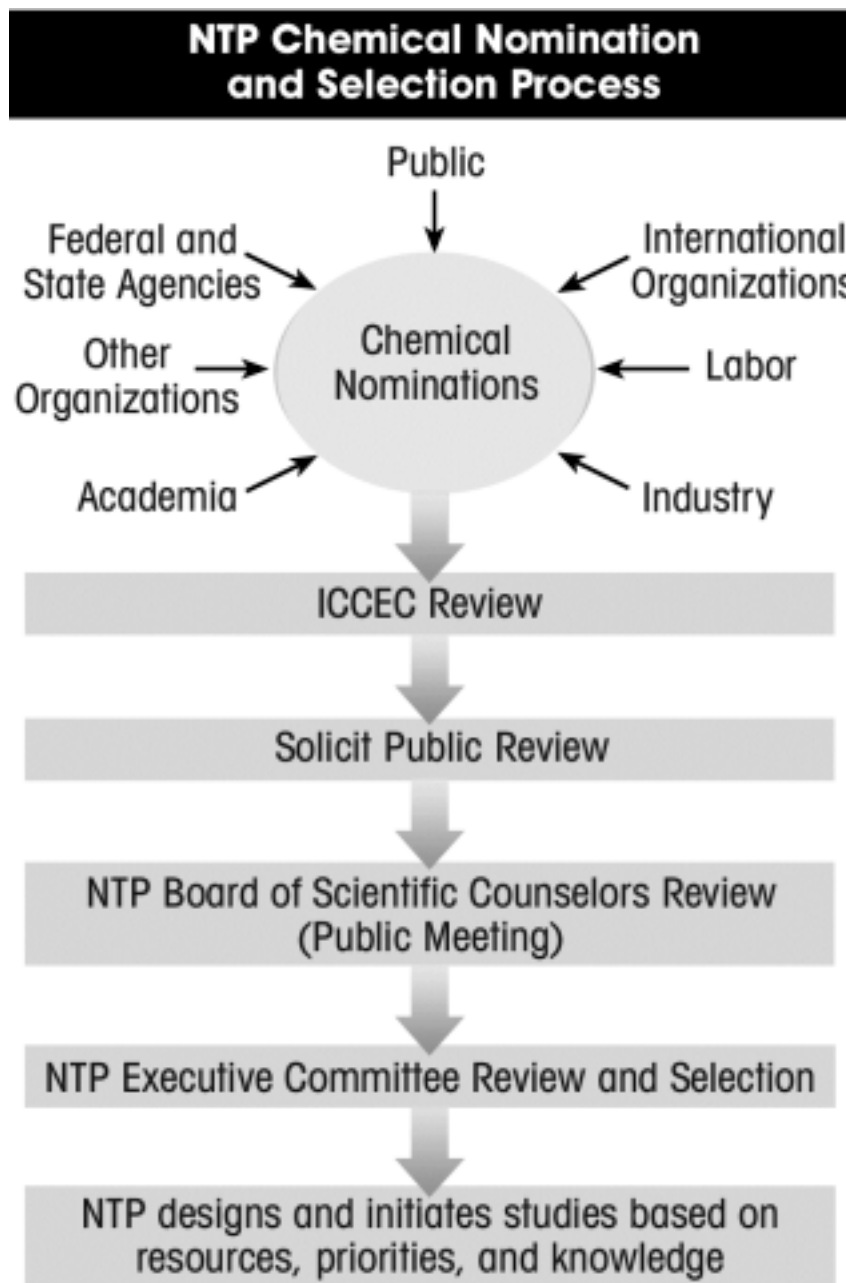 NTP Chemical Nomination
and Selection Process
Public
Federal and
State Agencies
International
Organizations
Other
Organizations
Chemical
Nominations
Labor
Academia
Industry
ICCEC Review
Solicit Public Review
NTP Board of Scientific Counselors Review
(Public Meeting)
NTP Executive Committee Review and Selection
NTP designs and initiates studies based on
resources, priorities, and knowledge